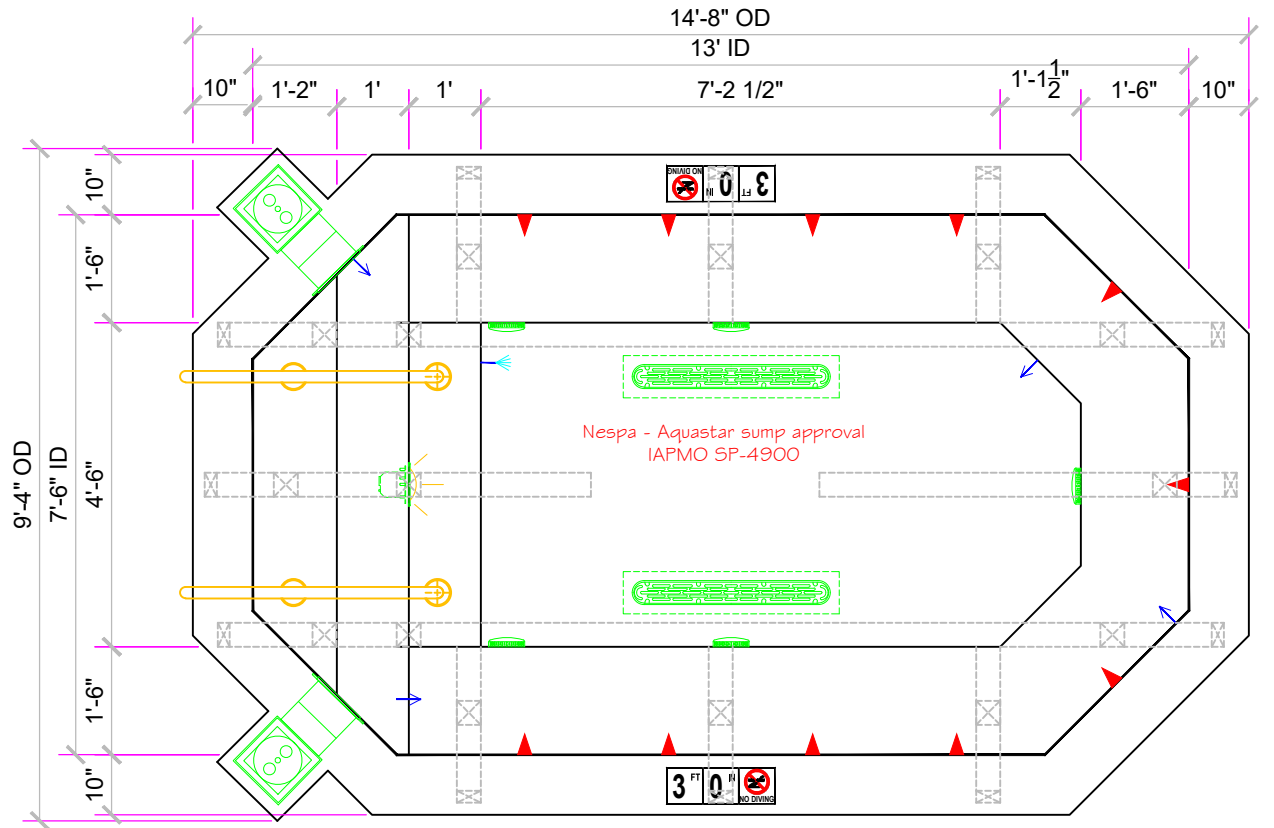 14'-8" OD
13' ID
10" 1'-2" 1' 1' 7'-2 1/2" 1'-1 1/2" 1'-6" 10"
NO DIVING 0 IN 3 FT
10"
1'-6"
4'-6"
1'-6"
10"
9'-4" OD
7'-6" ID
Nespa - Aquastar sump approval
IAPMO SP-4900
3 FT 0 IN NO DIVING